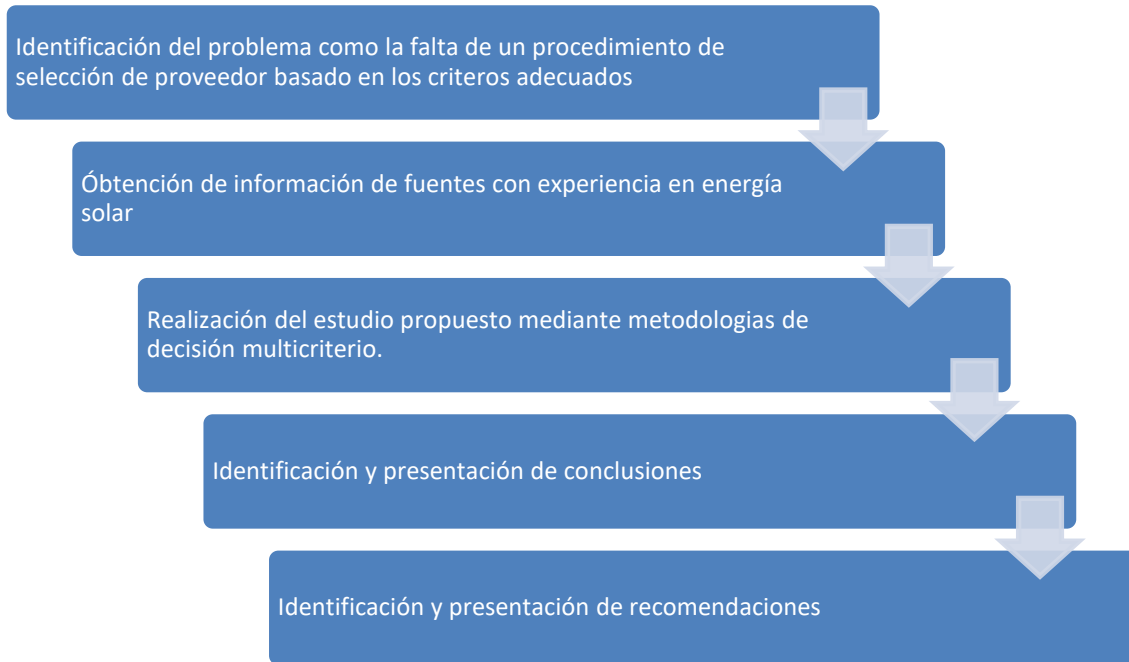 Identificación del problema como la falta de un procedimiento de
selección de proveedor basado en los criteros adecuados
Óbtención de información de fuentes con experiencia en energía
solar
Realización del estudio propuesto mediante metodologias de
decisión multicriterio.
Identificación y presentación de conclusiones
Identificación y presentación de recomendaciones